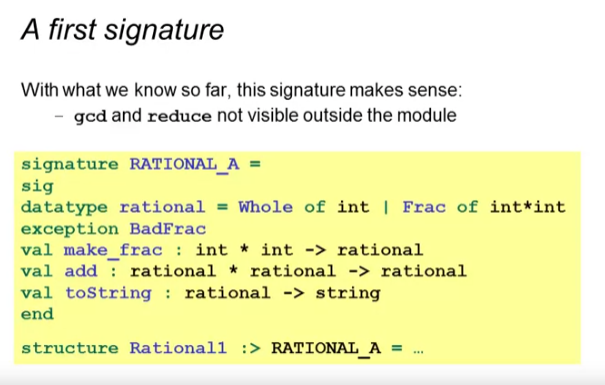 A first signature
With what we know so far, this signature makes sense:
– gcd and reduce not visible outside the module
signature RATIONAL_A =
sig
datatype rational = Whole of int | Frac of int*int
exception BadFrac
val make_frac : int * int -> rational
val add : rational * rational -> rational
val toString : rational -> string
end
structure Rational1 :> RATIONAL_A = …